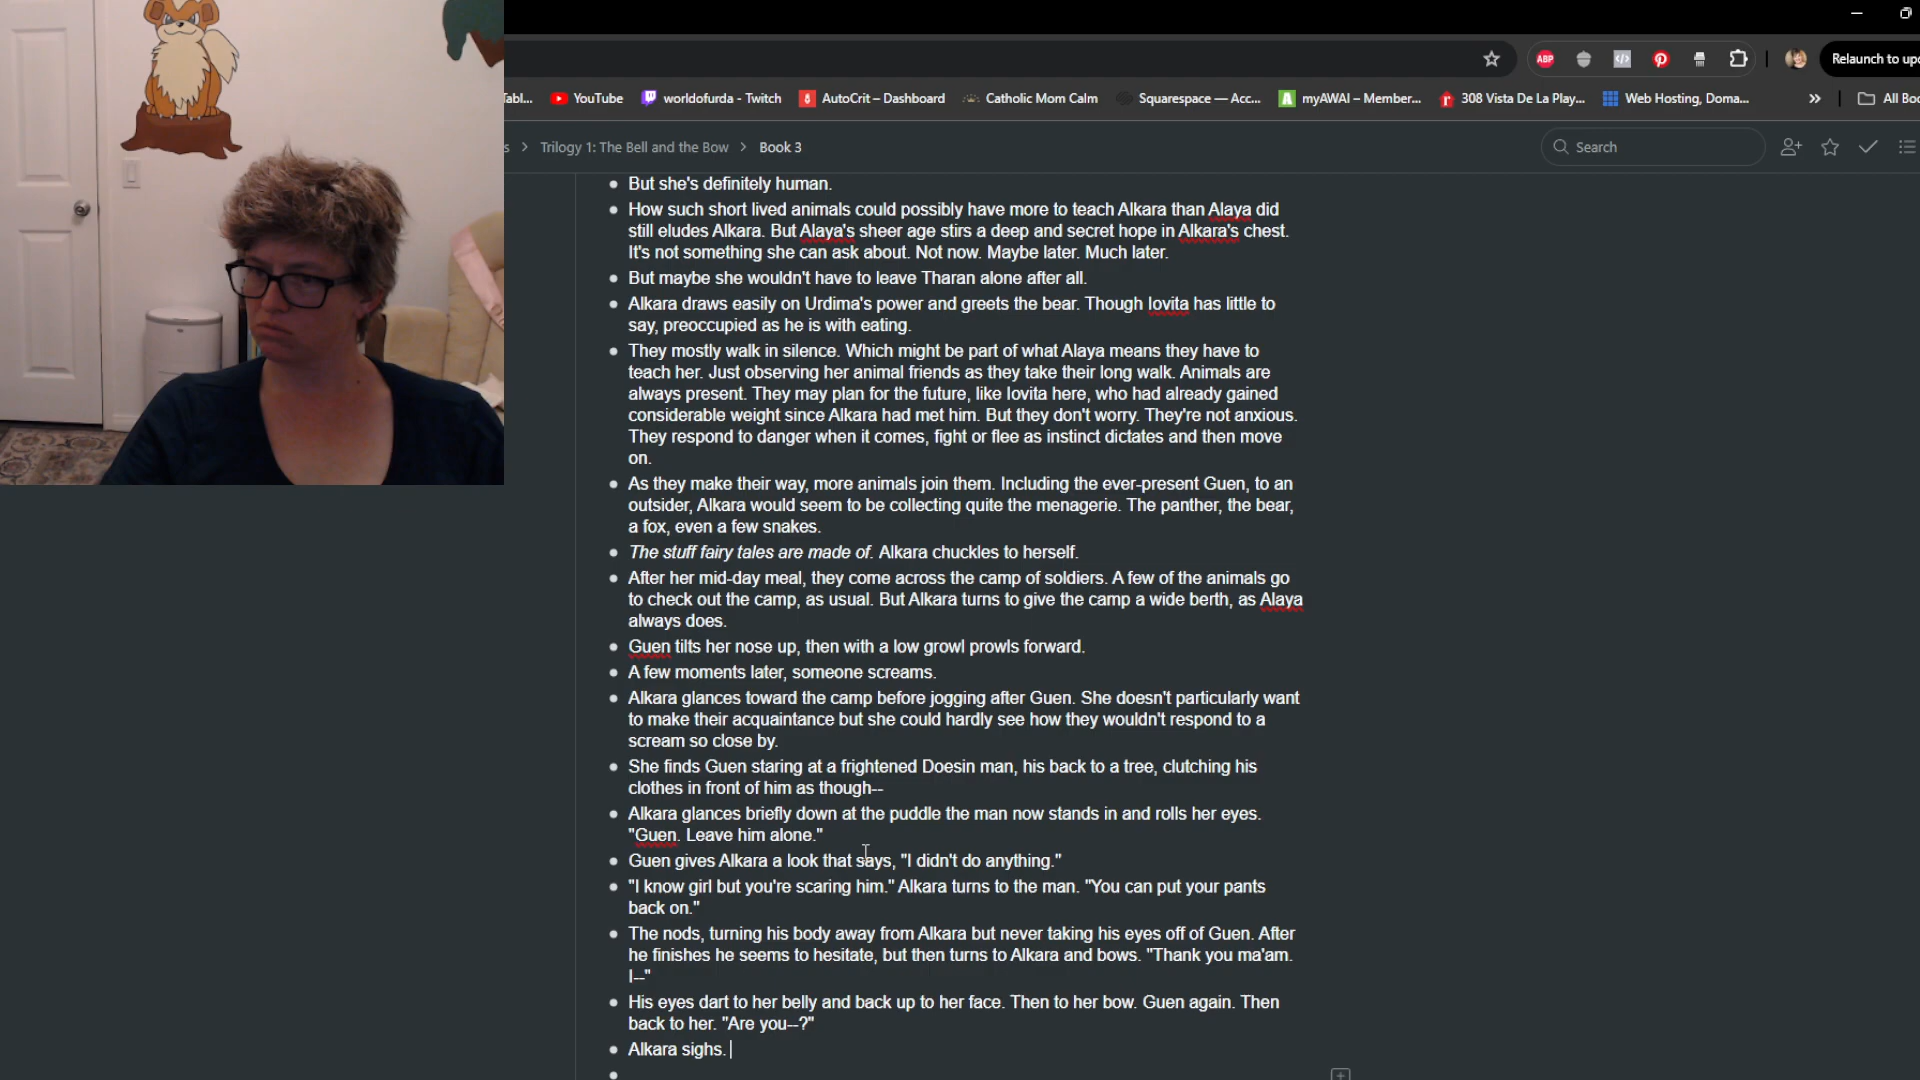 Relaunch to upd
ABP
Tabl...
YouTube
worldofurda - Twitch
AutoCrit – Dashboard
Catholic Mom Calm
Squarespace — Acc...
myAWAI – Member...
308 Vista De La Play...
Web Hosting, Doma...
» All Boo
s > Trilogy 1: The Bell and the Bow > Book 3
Search
But she's definitely human.
How such short lived animals could possibly have more to teach Alkara than Alaya did
still eludes Alkara. But Alaya's sheer age stirs a deep and secret hope in Alkara's chest.
It's not something she can ask about. Not now. Maybe later. Much later.
But maybe she wouldn't have to leave Tharan alone after all.
Alkara draws easily on Urdima's power and greets the bear. Though Iovita has little to
say, preoccupied as he is with eating.
They mostly walk in silence. Which might be part of what Alaya means they have to
teach her. Just observing her animal friends as they take their long walk. Animals are
always present. They may plan for the future, like Iovita here, who had already gained
considerable weight since Alkara had met him. But they don't worry. They're not anxious.
They respond to danger when it comes, fight or flee as instinct dictates and then move
on.
As they make their way, more animals join them. Including the ever-present Guen, to an
outsider, Alkara would seem to be collecting quite the menagerie. The panther, the bear,
a fox, even a few snakes.
The stuff fairy tales are made of. Alkara chuckles to herself.
After her mid-day meal, they come across the camp of soldiers. A few of the animals go
to check out the camp, as usual. But Alkara turns to give the camp a wide berth, as Alaya
always does.
Guen tilts her nose up, then with a low growl prowls forward.
A few moments later, someone screams.
Alkara glances toward the camp before jogging after Guen. She doesn't particularly want
to make their acquaintance but she could hardly see how they wouldn't respond to a
scream so close by.
She finds Guen staring at a frightened Doesin man, his back to a tree, clutching his
clothes in front of him as though--
Alkara glances briefly down at the puddle the man now stands in and rolls her eyes.
"Guen. Leave him alone."
Guen gives Alkara a look that says, "I didn't do anything."
"I know girl but you're scaring him." Alkara turns to the man. "You can put your pants
back on."
The nods, turning his body away from Alkara but never taking his eyes off of Guen. After
he finishes he seems to hesitate, but then turns to Alkara and bows. "Thank you ma'am.
I--"
His eyes dart to her belly and back up to her face. Then to her bow. Guen again. Then
back to her. "Are you--?"
Alkara sighs.